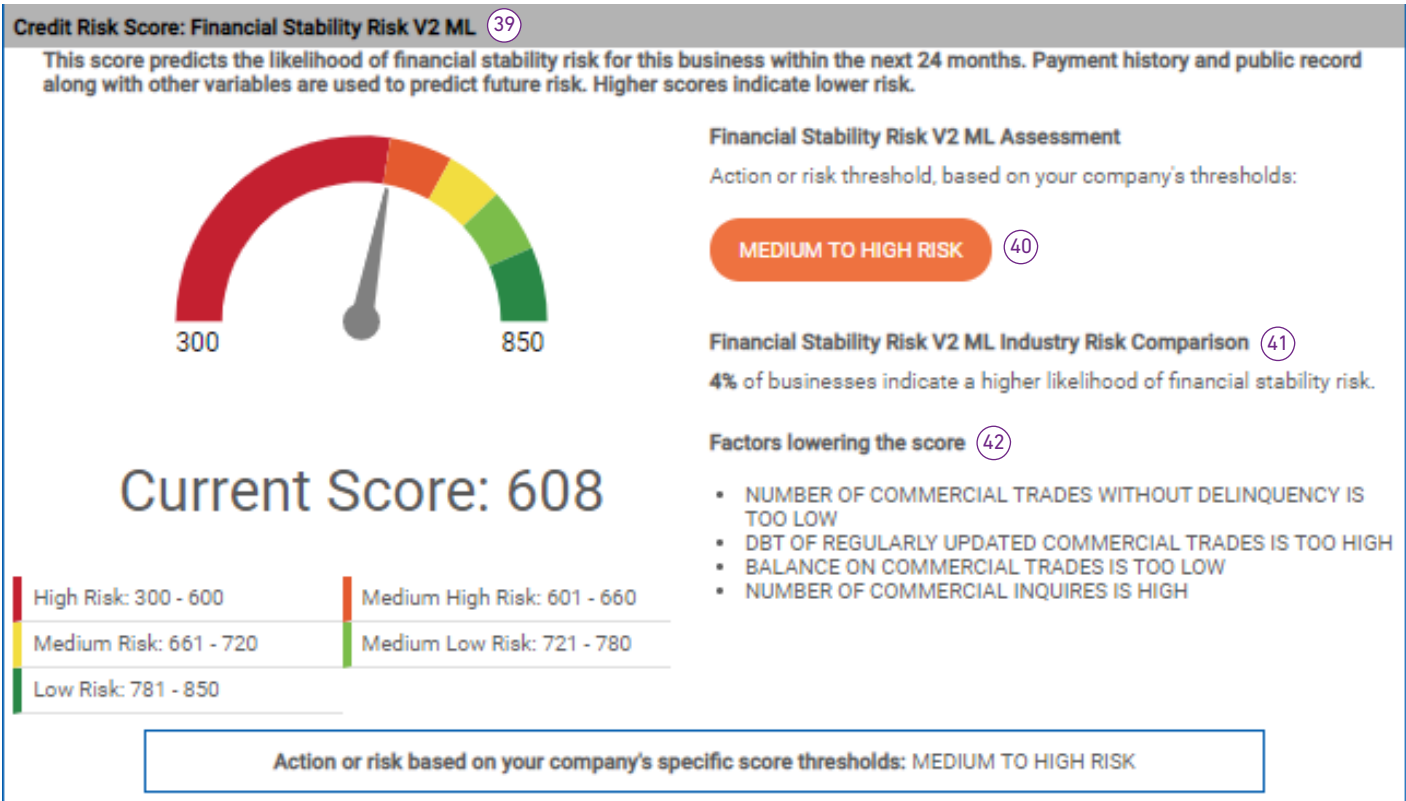 Credit Risk Score: Financial Stability Risk V2 ML 39
This score predicts the likelihood of financial stability risk for this business within the next 24 months. Payment history and public record
along with other variables are used to predict future risk. Higher scores indicate lower risk.
300
850
Current Score: 608
High Risk: 300 - 600
Medium High Risk: 601 - 660
Medium Risk: 661 - 720
Medium Low Risk: 721 - 780
Low Risk: 781 - 850
Financial Stability Risk V2 ML Assessment
Action or risk threshold, based on your company's thresholds:
MEDIUM TO HIGH RISK 40
Financial Stability Risk V2 ML Industry Risk Comparison 41
4% of businesses indicate a higher likelihood of financial stability risk.
Factors lowering the score 42
• NUMBER OF COMMERCIAL TRADES WITHOUT DELINQUENCY IS
TOO LOW
• DBT OF REGULARLY UPDATED COMMERCIAL TRADES IS TOO HIGH
• BALANCE ON COMMERCIAL TRADES IS TOO LOW
• NUMBER OF COMMERCIAL INQUIRES IS HIGH
Action or risk based on your company's specific score thresholds: MEDIUM TO HIGH RISK